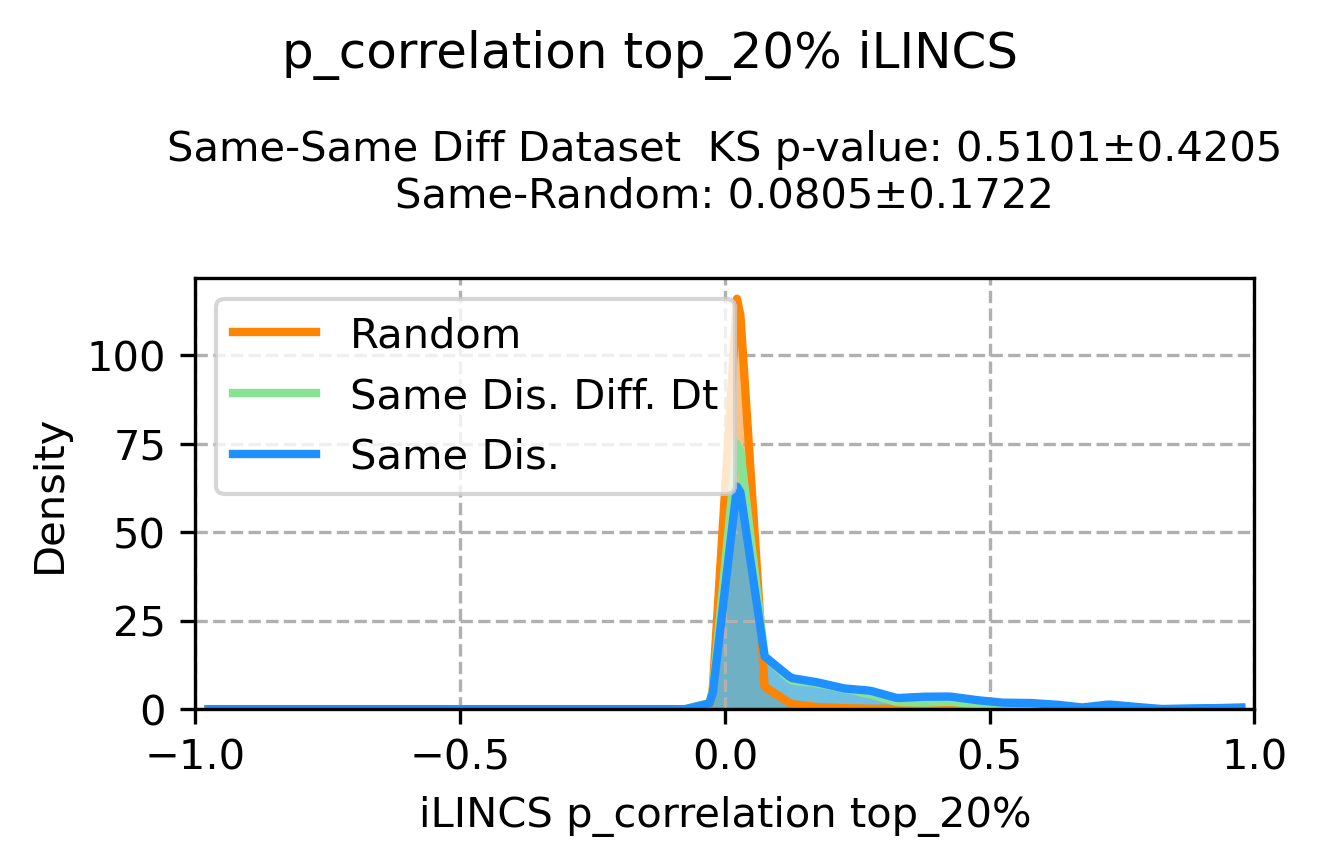 p_correlation top_20% iLINCS
Same-Same Diff Dataset  KS p-value: 0.5101±0.4205
Same-Random: 0.0805±0.1722
Random
Same Dis. Diff. Dt
Same Dis.
Density
100
75
50
25
0
−1.0
−0.5
0.0
0.5
1.0
iLINCS p_correlation top_20%